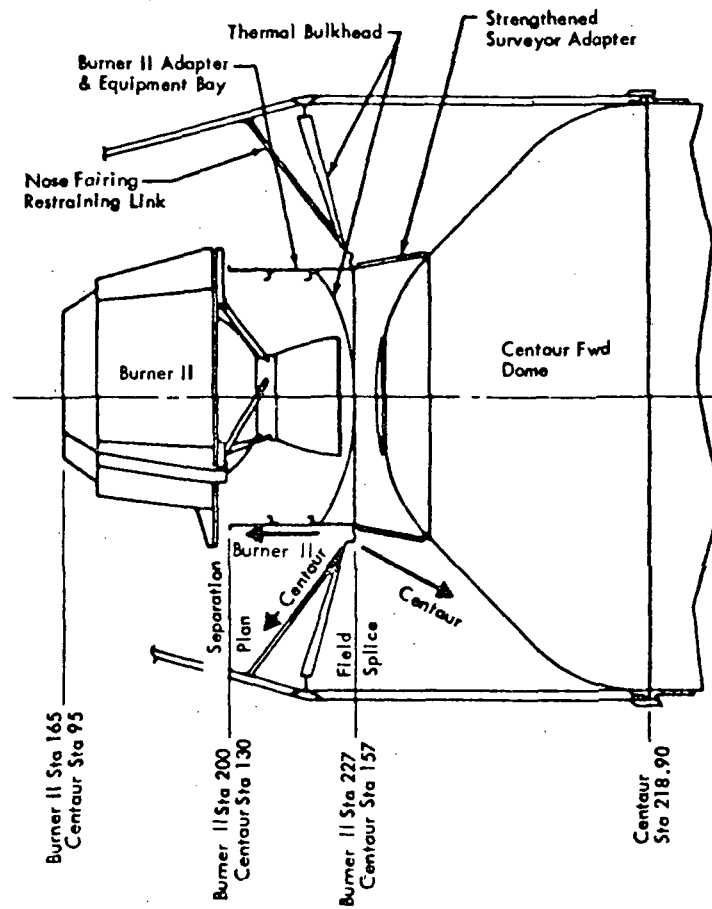 Strengthened
Surveyor Adapter
Thermal Bulkhead
Burner II Adapter
& Equipment Bay
Nose Fairing
Restraining Link
Burner II
Centaur Fwd
Dome
Burner II
Centaur
Centaur
Separation
Plan
Field
Splice
Burner II Sta 165
Centaur Sta 95
Burner II Sta 200
Centaur Sta 130
Burner II Sta 227
Centaur Sta 157
Centaur
Sta 218.90